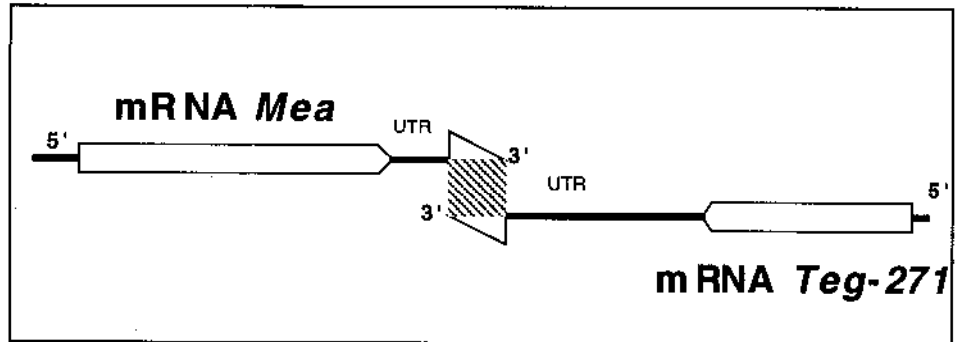 mRNA Mea
UTR
5'
3'
UTR
5'
3'
mRNA Teg-271